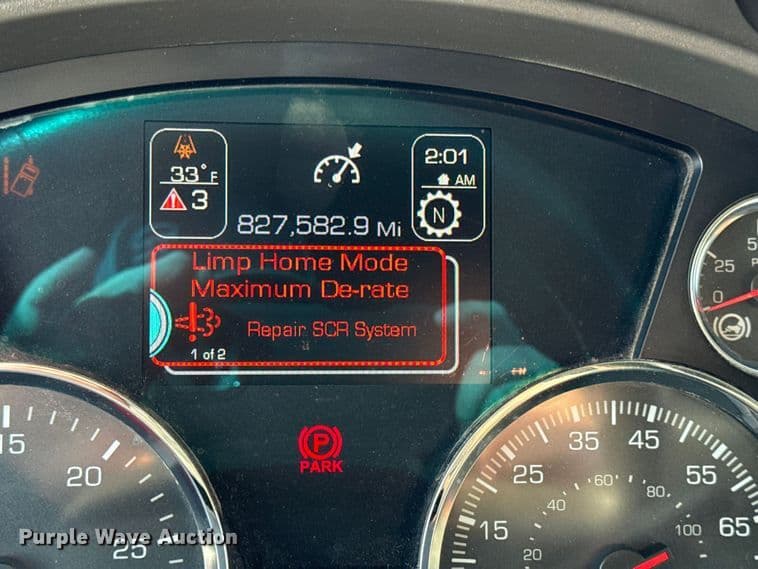 33°F
2:01
AM
3
N
827,582.9 Mi
Limp Home Mode
Maximum De-rate
Repair SCR System
1 of 2
P
PARK
15
20
25
15
25
35
45
55
65
20
40
60
80
100
0
25
Purple Wave Auction